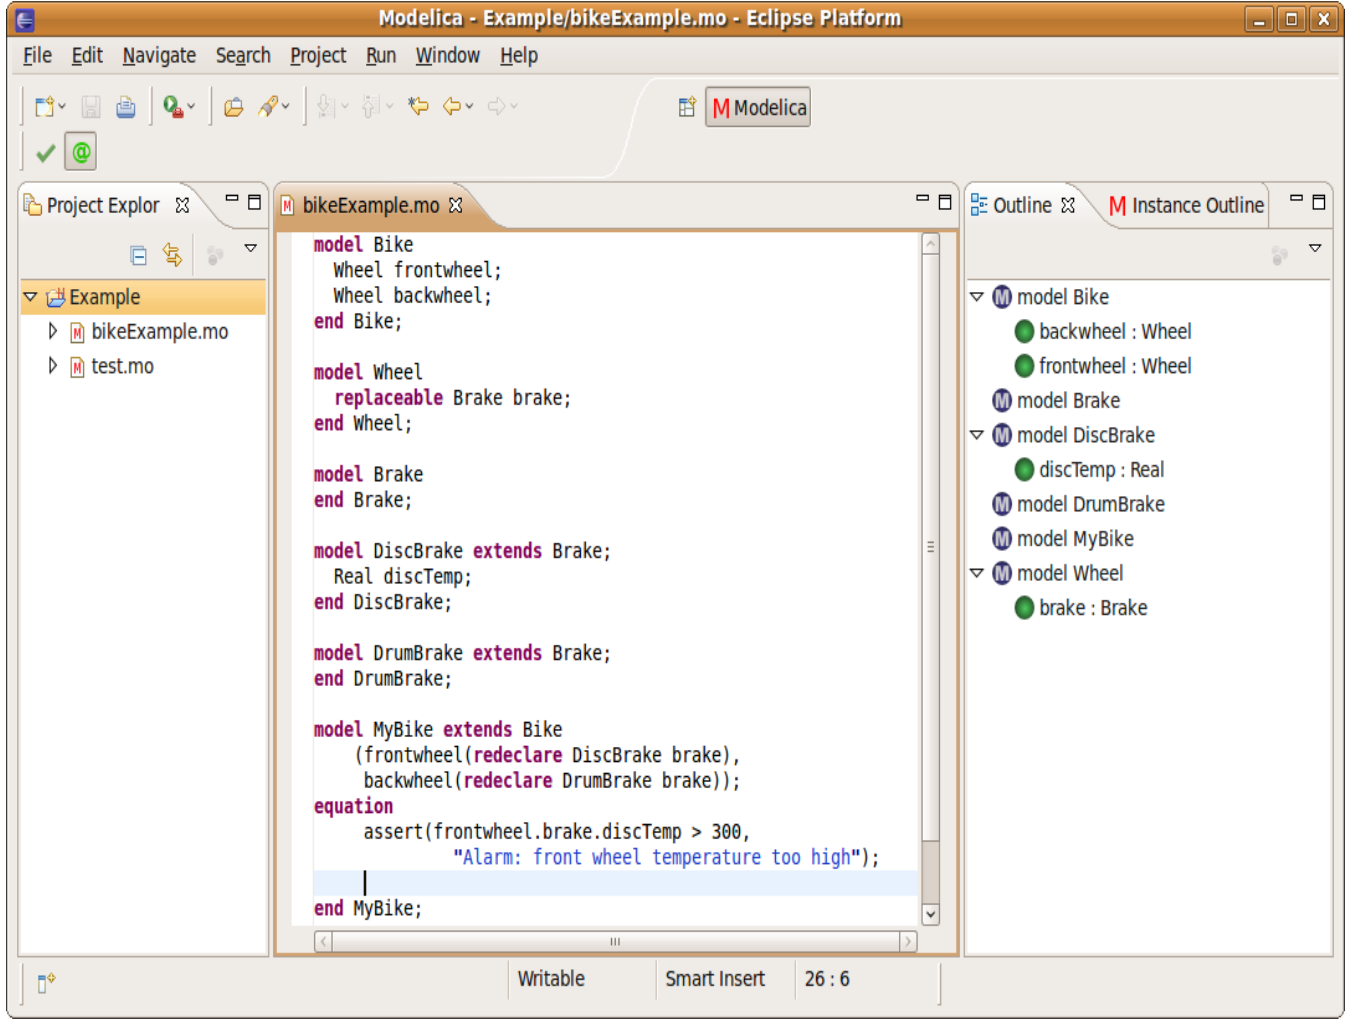 Modelica - Example/bikeExample.mo - Eclipse Platform
File Edit Navigate Search Project Run Window Help
M Modelica
@
Project Explor
bikeExample.mo
Outline
M Instance Outline
Example
bikeExample.mo
test.mo
model Bike
  Wheel frontwheel;
  Wheel backwheel;
end Bike;
model Wheel
  replaceable Brake brake;
end Wheel;
model Brake
end Brake;
model DiscBrake extends Brake;
  Real discTemp;
end DiscBrake;
model DrumBrake extends Brake;
end DrumBrake;
model MyBike extends Bike
    (frontwheel(redeclare DiscBrake brake),
     backwheel(redeclare DrumBrake brake));
equation
     assert(frontwheel.brake.discTemp > 300,
              "Alarm: front wheel temperature too high");
end MyBike;
model Bike
backwheel : Wheel
frontwheel : Wheel
model Brake
model DiscBrake
discTemp : Real
model DrumBrake
model MyBike
model Wheel
brake : Brake
Writable
Smart Insert
26 : 6